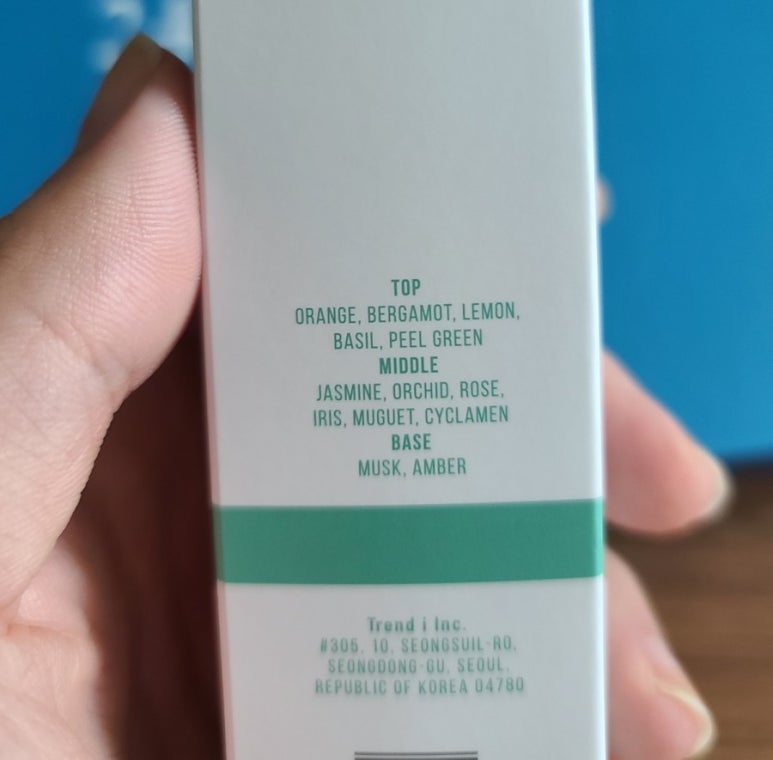 TOP
ORANGE, BERGAMOT, LEMON,
BASIL, PEEL GREEN
MIDDLE
JASMINE, ORCHID, ROSE,
IRIS, MUGUET, CYCLAMEN
BASE
MUSK, AMBER
Trend i Inc.
#305, 10, SEONGSUIL-RO,
SEONGDONG-GU, SEOUL,
REPUBLIC OF KOREA 04780